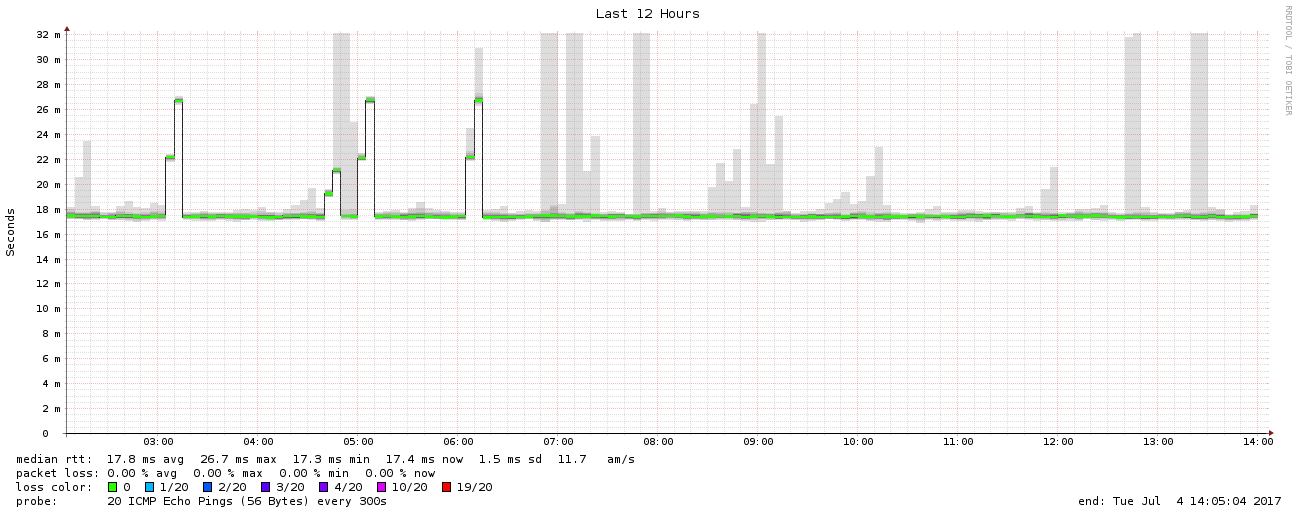 Last 12 Hours
RRDTOOL / TOBI OETIKER
Seconds
32 m
30 m
28 m
26 m
24 m
22 m
20 m
18 m
16 m
14 m
12 m
10 m
8 m
6 m
4 m
2 m
0
03:00 04:00 05:00 06:00 07:00 08:00 09:00 10:00 11:00 12:00 13:00 14:00
median rtt: 17.8 ms avg 26.7 ms max 17.3 ms min 17.4 ms now 1.5 ms sd 11.7 am/s
packet loss: 0.00 % avg 0.00 % max 0.00 % min 0.00 % now
loss color: 0 1/20 2/20 3/20 4/20 10/20 19/20
probe: 20 ICMP Echo Pings (56 Bytes) every 300s end: Tue Jul 4 14:05:04 2017